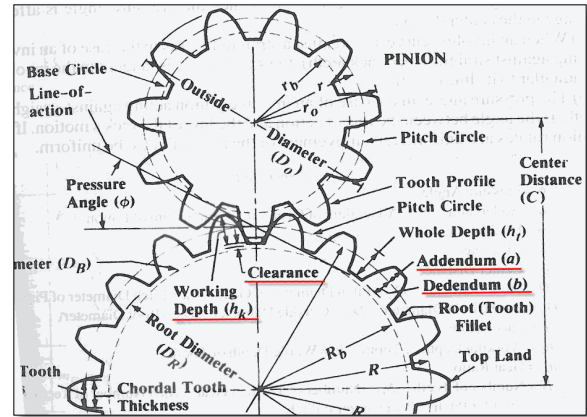 PINION
Base Circle
Line-of-
action
Outside
Diameter
(Do)
rb
r
ro
Pitch Circle
Center
Distance
(C)
Pressure
Angle (ϕ)
Tooth Profile
Pitch Circle
Whole Depth (ht)
meter (DB)
Clearance
Addendum (a)
Working
Depth (hk)
Dedendum (b)
Root (Tooth)
Fillet
Root Diameter
(DR)
Rb
R
Top Land
Tooth
Chordal Tooth
Thickness